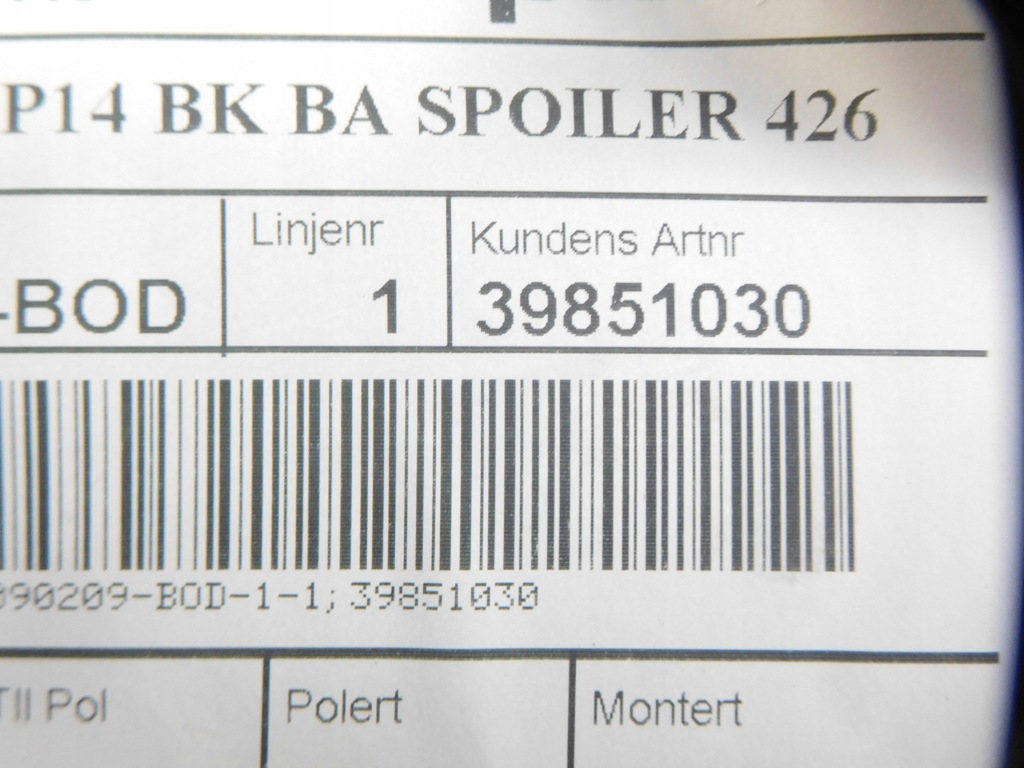 P14 BK BA SPOILER 426
Linjenr
Kundens Artnr
-BOD
1
39851030
090209-BOD-1-1;39851030
Til Pol
Polert
Montert